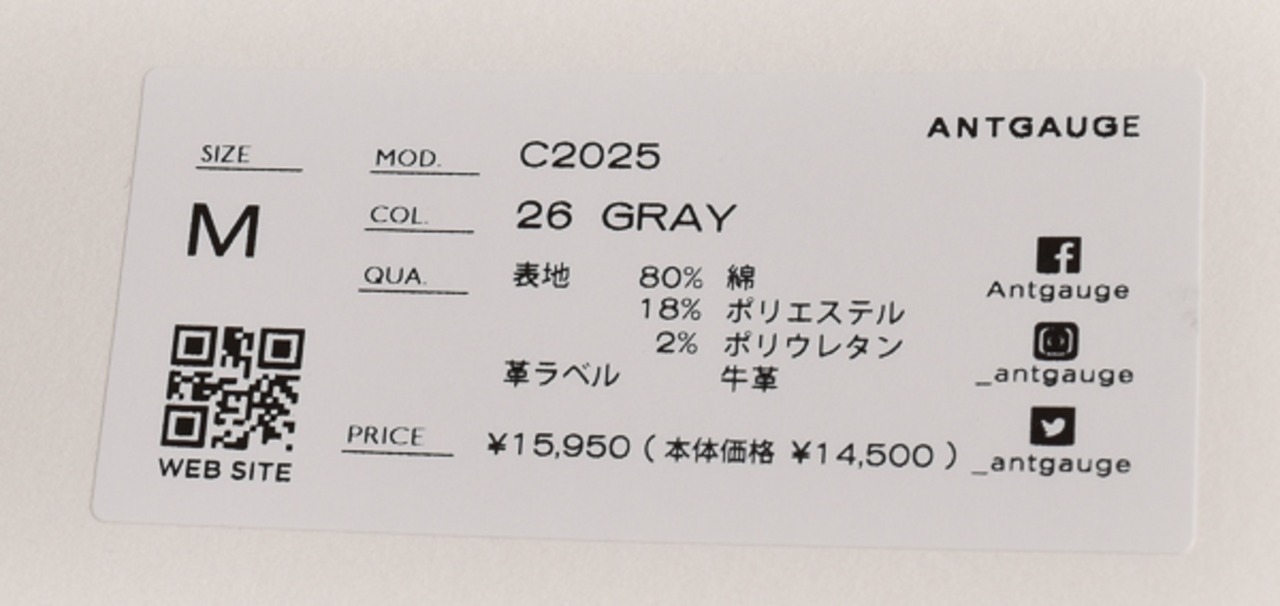 ANTGAUGE
SIZE
M
MOD. C2025
COL. 26 GRAY
QUA. 表地 80% 綿
18% ポリエステル
2% ポリウレタン
革ラベル 牛革
PRICE ¥15,950 ( 本体価格 ¥14,500 )
WEB SITE
Antgauge
_antgauge
_antgauge